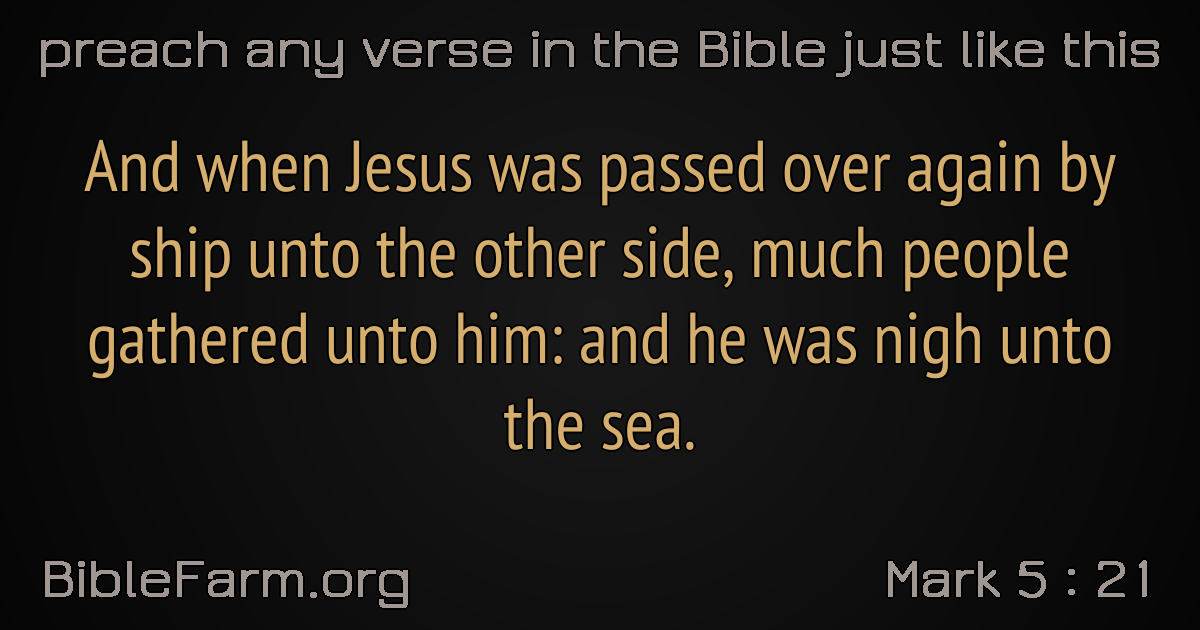 preach any verse in the Bible just like this
And when Jesus was passed over again by
ship unto the other side, much people
gathered unto him: and he was nigh unto
the sea.
BibleFarm.org
Mark 5 : 21